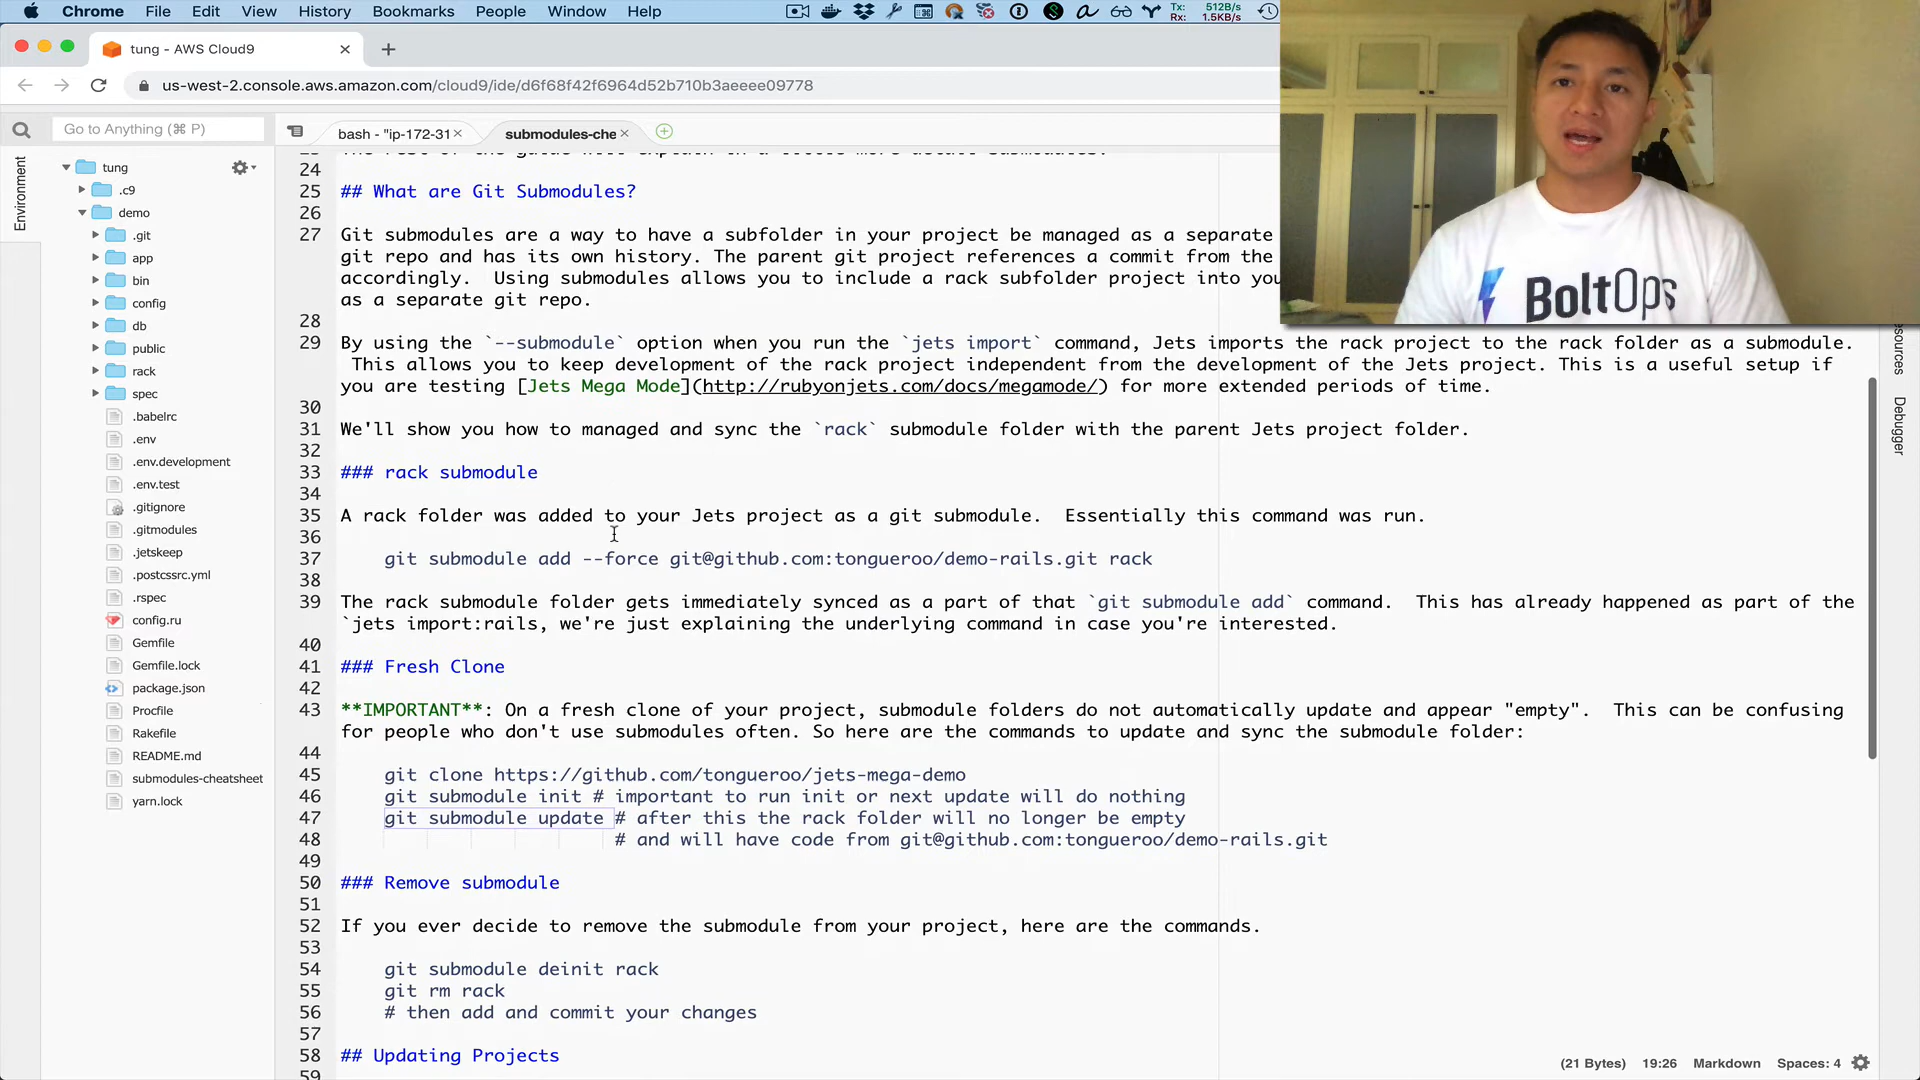 Chrome File Edit View History Bookmarks People Window Help Tx: 512B/s
Rx: 1.5KB/s
tung - AWS Cloud9
us-west-2.console.aws.amazon.com/cloud9/ide/d6f68f42f6964d52b710b3aeeee09778
Go to Anything (⌘ P)
bash - "ip-172-31
submodules-che
Environment
tung
.c9
demo
.git
app
bin
config
db
public
rack
spec
.babelrc
.env
.env.development
.env.test
.gitignore
.gitmodules
.jetskeep
.postcssrc.yml
.rspec
config.ru
Gemfile
Gemfile.lock
package.json
Procfile
Rakefile
README.md
submodules-cheatsheet
yarn.lock
24
25 ## What are Git Submodules?
26
27 Git submodules are a way to have a subfolder in your project be managed as a separate
git repo and has its own history. The parent git project references a commit from the
accordingly.  Using submodules allows you to include a rack subfolder project into you
as a separate git repo.
28
29 By using the `--submodule` option when you run the `jets import` command, Jets imports the rack project to the rack folder as a submodule.
This allows you to keep development of the rack project independent from the development of the Jets project. This is a useful setup if
you are testing [Jets Mega Mode](http://rubyonjets.com/docs/megamode/) for more extended periods of time.
30
31 We'll show you how to managed and sync the `rack` submodule folder with the parent Jets project folder.
32
33 ### rack submodule
34
35 A rack folder was added to your Jets project as a git submodule.  Essentially this command was run.
36
37 git submodule add --force git@github.com:tongueroo/demo-rails.git rack
38
39 The rack submodule folder gets immediately synced as a part of that `git submodule add` command.  This has already happened as part of the
`jets import:rails, we're just explaining the underlying command in case you're interested.
40
41 ### Fresh Clone
42
43 **IMPORTANT**: On a fresh clone of your project, submodule folders do not automatically update and appear "empty".  This can be confusing
for people who don't use submodules often. So here are the commands to update and sync the submodule folder:
44
45 git clone https://github.com/tongueroo/jets-mega-demo
46 git submodule init # important to run init or next update will do nothing
47 git submodule update # after this the rack folder will no longer be empty
48 # and will have code from git@github.com:tongueroo/demo-rails.git
49
50 ### Remove submodule
51
52 If you ever decide to remove the submodule from your project, here are the commands.
53
54 git submodule deinit rack
55 git rm rack
56 # then add and commit your changes
57
58 ## Updating Projects
59
BoltOps
Debugger
(21 Bytes) 19:26 Markdown Spaces: 4